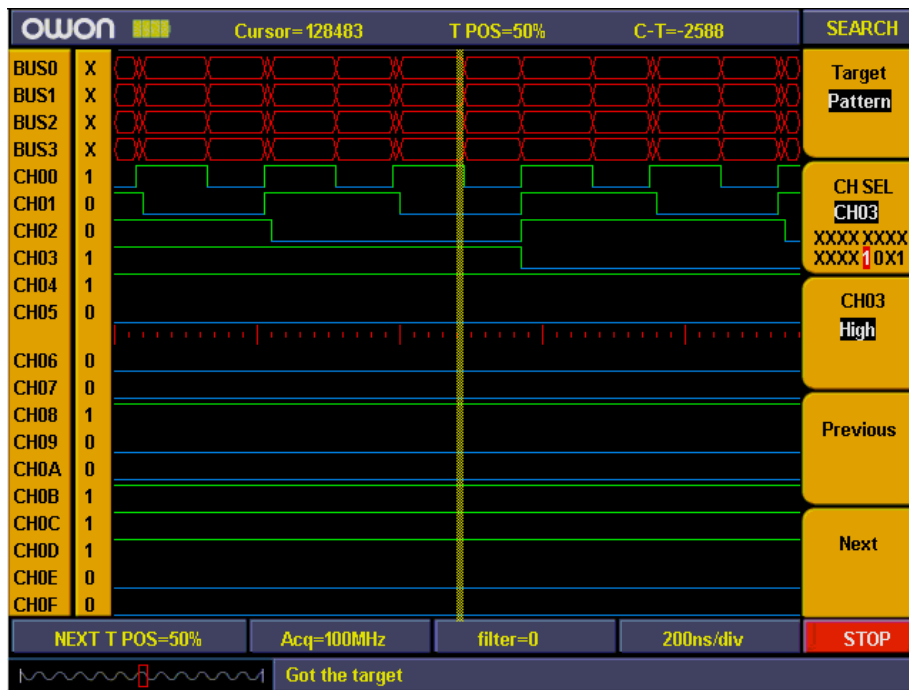 owon Cursor=128483 T POS=50% C-T=-2588 SEARCH
BUS0 X
BUS1 X
BUS2 X
BUS3 X
CH00 1
CH01 0
CH02 0
CH03 1
CH04 1
CH05 0
CH06 0
CH07 0
CH08 1
CH09 0
CH0A 0
CH0B 1
CH0C 1
CH0D 1
CH0E 0
CH0F 0
Target
Pattern
CH SEL
CH03
XXXX XXXX
XXXX 1 0X1
CH03
High
Previous
Next
NEXT T POS=50% Acq=100MHz filter=0 200ns/div STOP
Got the target